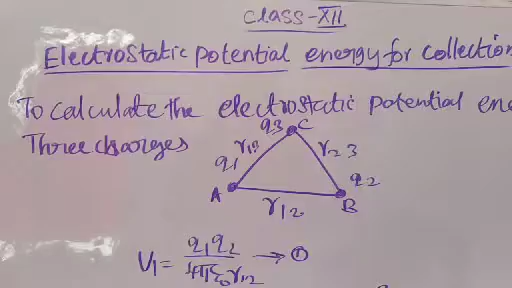 Class-XII
Electrostatic potential energy for collection
To calculate the electrostatic potential ene
Three charges
q3 C
r13
r23
q1
q2
A
B
r12
U1 = q1q2 / 4πε0r12 → ①